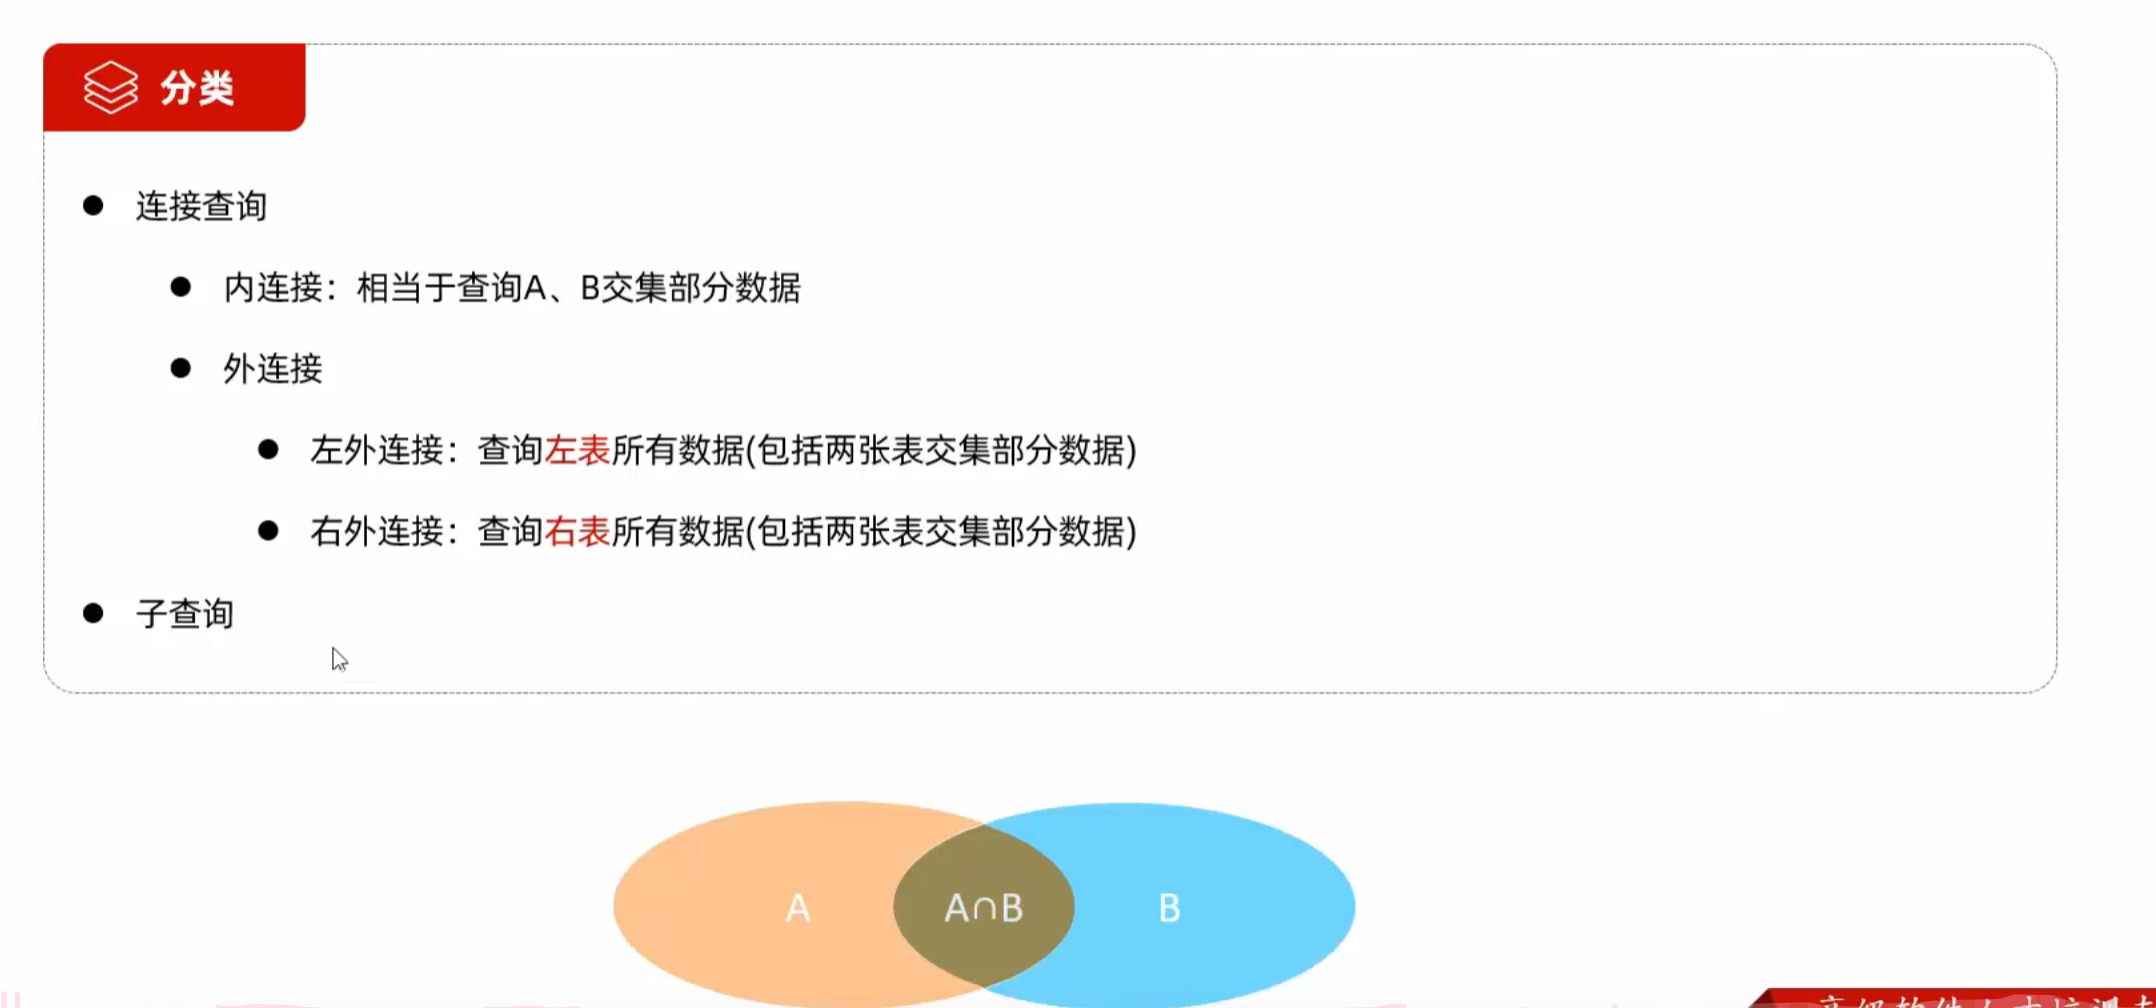 分类
连接查询
内连接：相当于查询A、B交集部分数据
外连接
左外连接：查询左表所有数据(包括两张表交集部分数据)
右外连接：查询右表所有数据(包括两张表交集部分数据)
子查询
A A∩B B